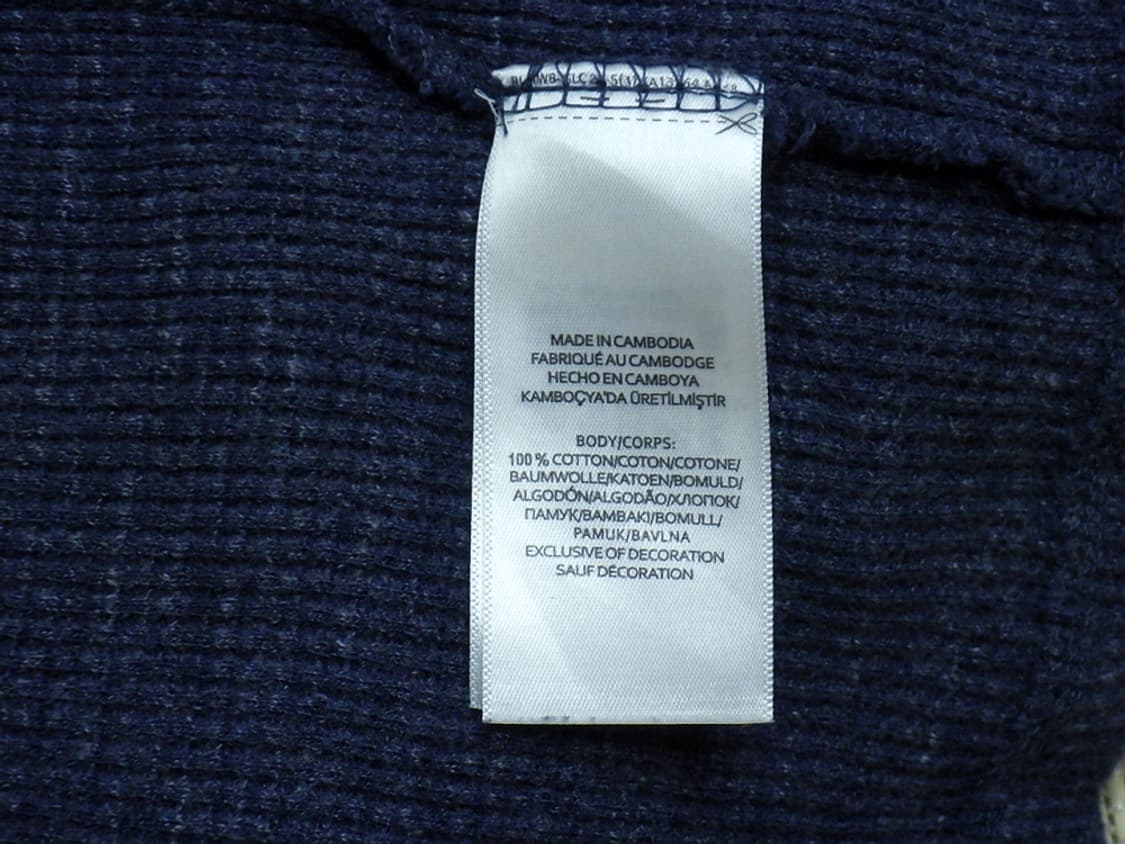 MADE IN CAMBODIA
FABRIQUÉ AU CAMBODGE
HECHO EN CAMBOYA
KAMBOÇYA'DA ÜRETİLMİŞTİR
BODY/CORPS:
100 % COTTON/COTON/COTONE/
BAUMWOLLE/KATOEN/BOMULD/
ALGODÓN/ALGODÃO/ХЛОПОК/
ПАМУК/BAMBAKI/BOMULL/
PAMUK/BAVLNA
EXCLUSIVE OF DECORATION
SAUF DÉCORATION